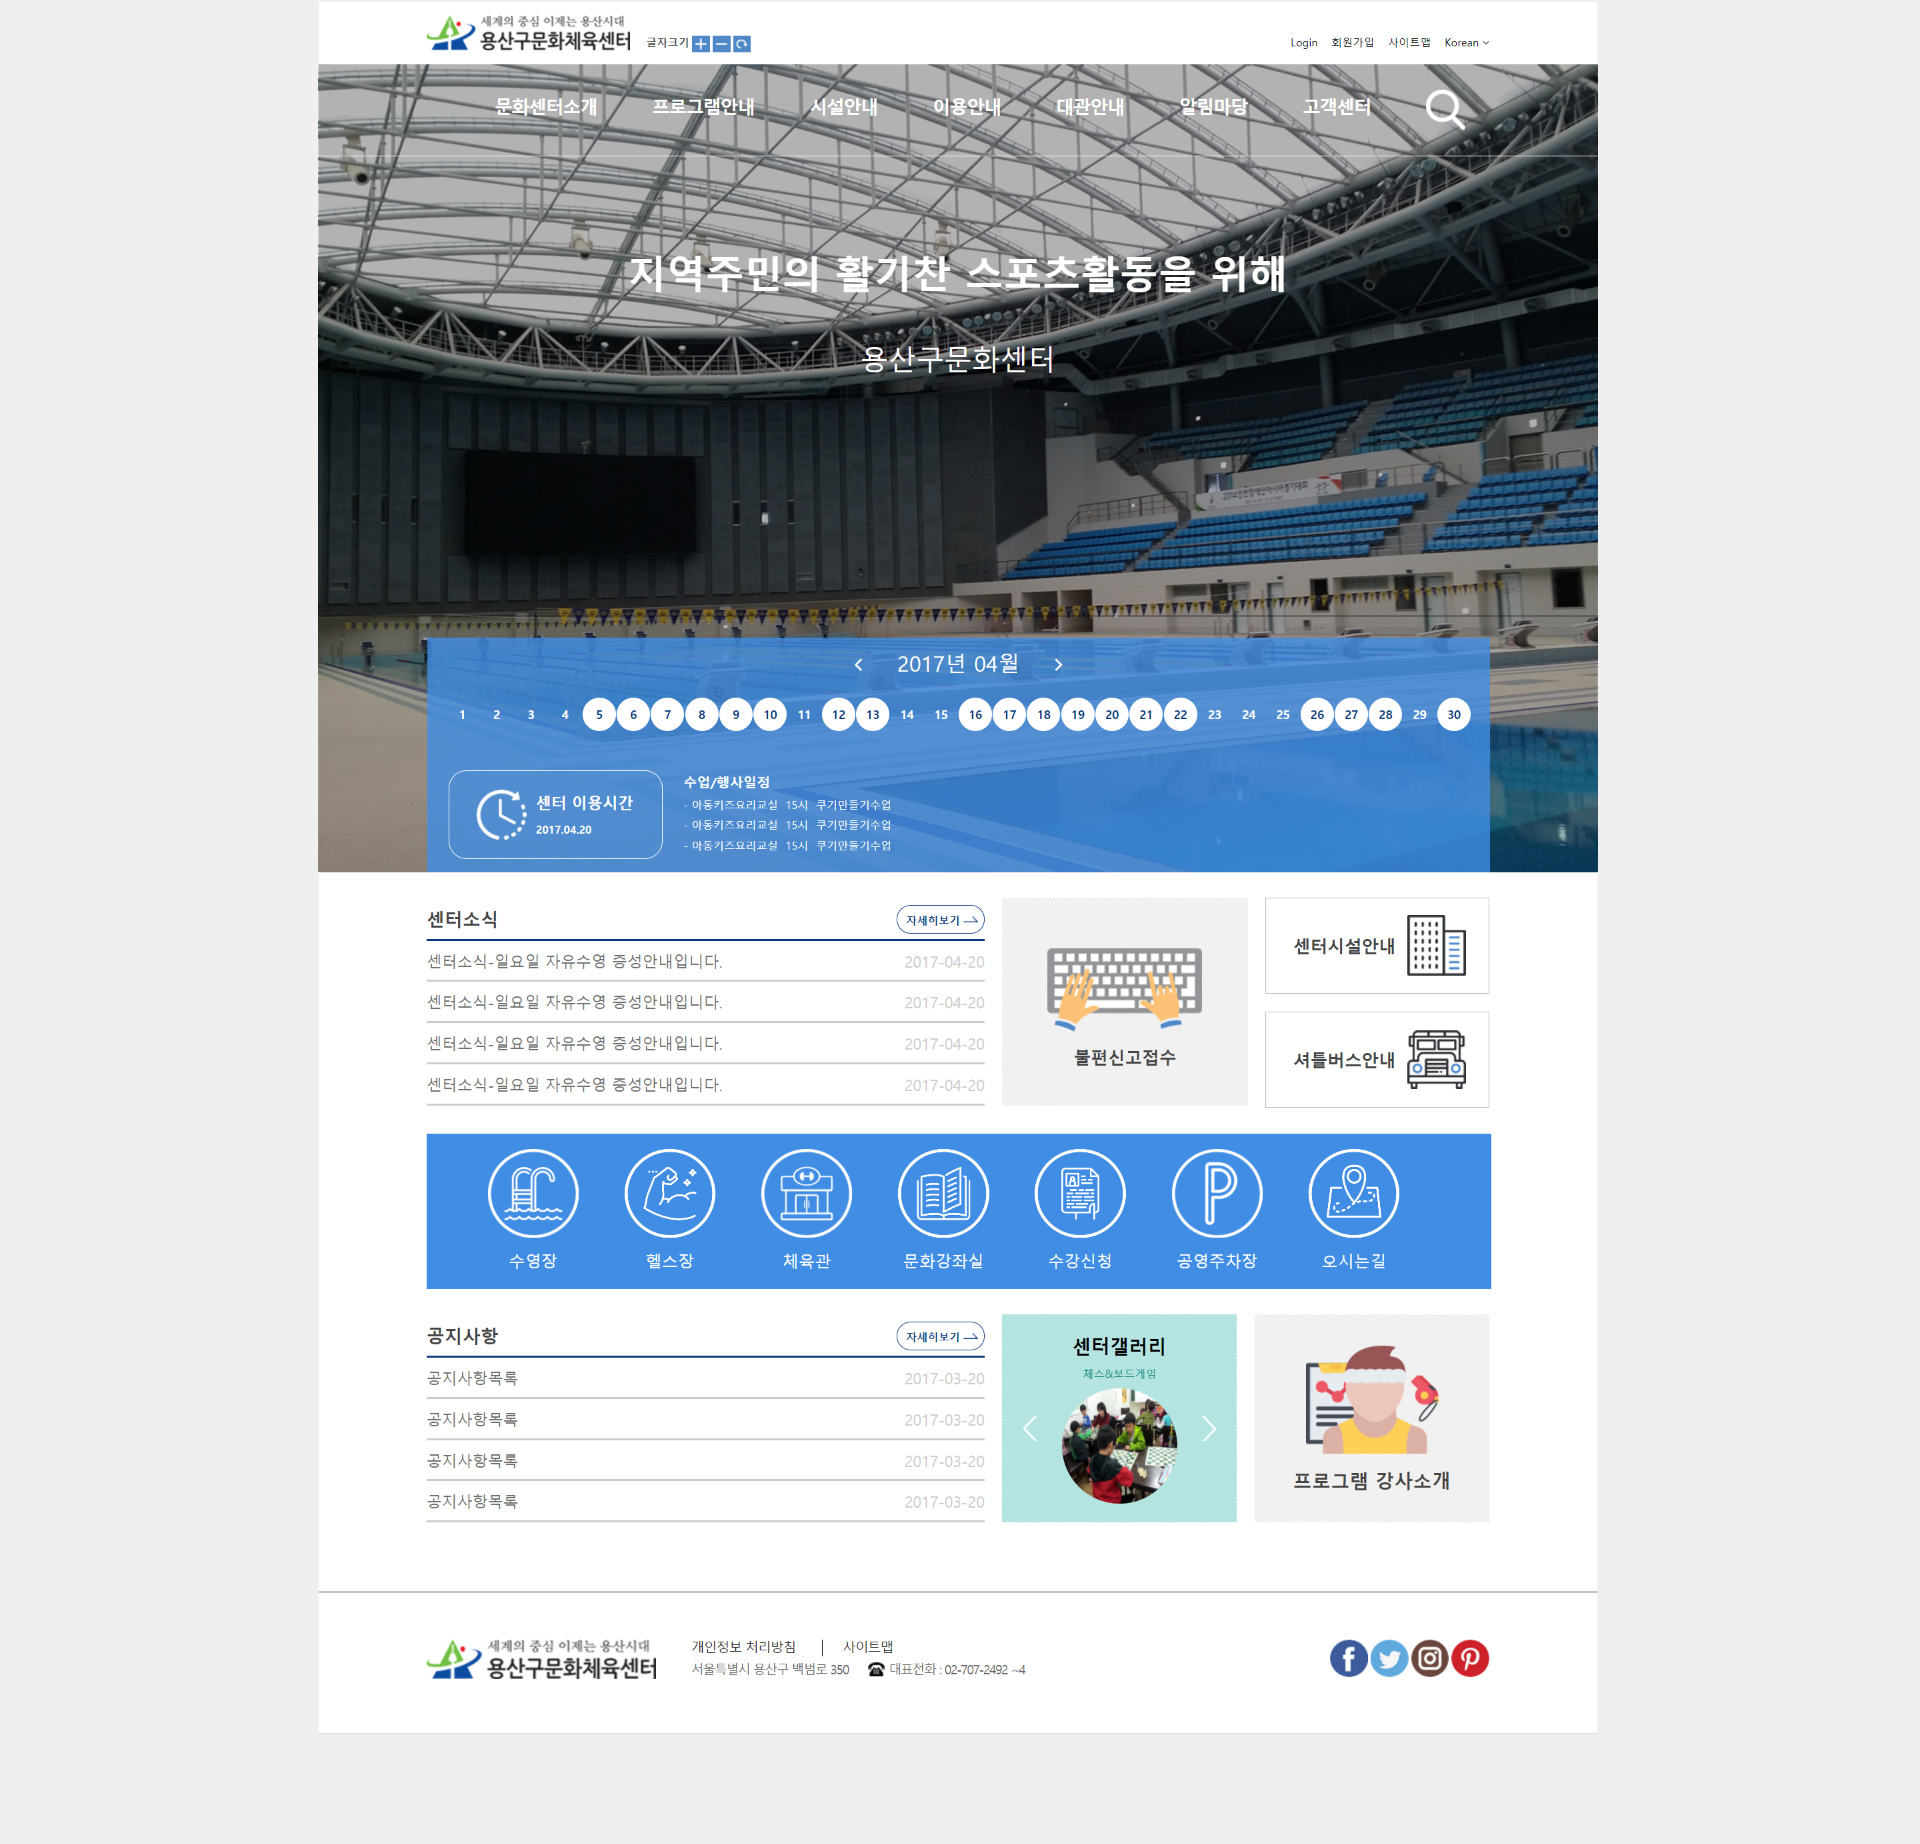 세계의 중심 이제는 용산시대
용산구문화체육센터
글자크기
Login 회원가입 사이트맵 Korean
문화센터소개 프로그램안내 시설안내 이용안내 대관안내 알림마당 고객센터
지역주민의 활기찬 스포츠활동을 위해
용산구문화센터
2017년 04월
1 2 3 4 5 6 7 8 9 10 11 12 13 14 15 16 17 18 19 20 21 22 23 24 25 26 27 28 29 30
센터 이용시간
2017.04.20
수업/행사일정
- 아동키즈요리교실 15시 쿠기만들기수업
- 아동키즈요리교실 15시 쿠기만들기수업
- 아동키즈요리교실 15시 쿠기만들기수업
센터소식 자세히보기
센터소식-일요일 자유수영 증성안내입니다. 2017-04-20
센터소식-일요일 자유수영 증성안내입니다. 2017-04-20
센터소식-일요일 자유수영 증성안내입니다. 2017-04-20
센터소식-일요일 자유수영 증성안내입니다. 2017-04-20
불편신고접수
센터시설안내
셔틀버스안내
수영장 헬스장 체육관 문화강좌실 수강신청 공영주차장 오시는길
공지사항 자세히보기
공지사항목록 2017-03-20
공지사항목록 2017-03-20
공지사항목록 2017-03-20
공지사항목록 2017-03-20
센터갤러리
체스&보드게임
프로그램 강사소개
세계의 중심 이제는 용산시대
용산구문화체육센터
개인정보 처리방침 | 사이트맵
서울특별시 용산구 백범로 350 대표전화 : 02-707-2492 ~4